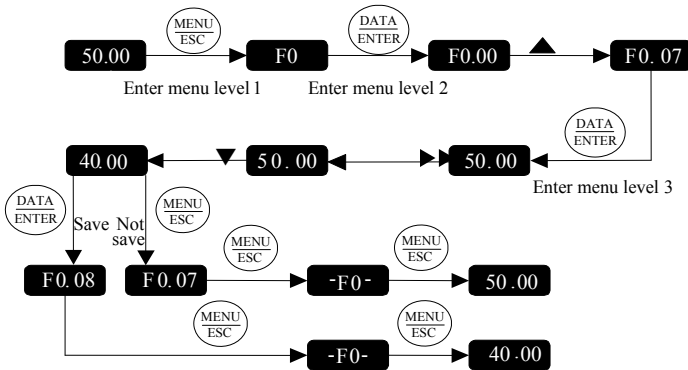 MENU
ESC
DATA
ENTER
50.00
F0
F0.00
F0.07
Enter menu level 1
Enter menu level 2
DATA
ENTER
40.00
50.00
50.00
Enter menu level 3
DATA
ENTER
Save
Not
save
MENU
ESC
MENU
ESC
MENU
ESC
F0.08
F0.07
-F0-
50.00
MENU
ESC
MENU
ESC
-F0-
40.00